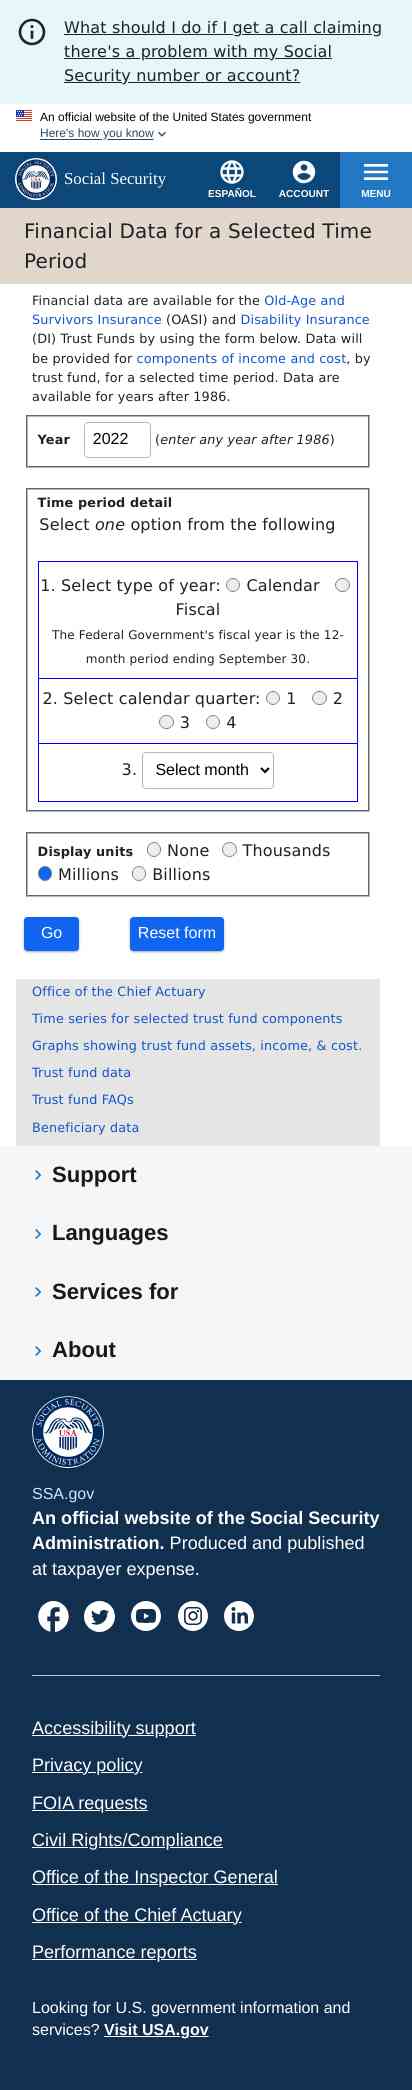 What should I do if I get a call claiming
there's a problem with my Social
Security number or account?
An official website of the United States government
Here's how you know
Social Security
ESPAÑOL
ACCOUNT
MENU
Financial Data for a Selected Time
Period
Financial data are available for the Old-Age and
Survivors Insurance (OASI) and Disability Insurance
(DI) Trust Funds by using the form below. Data will
be provided for components of income and cost, by
trust fund, for a selected time period. Data are
available for years after 1986.
Year 2022 (enter any year after 1986)
Time period detail
Select one option from the following
1. Select type of year: Calendar
Fiscal
The Federal Government's fiscal year is the 12-
month period ending September 30.
2. Select calendar quarter: 1 2
3 4
3. Select month
Display units None Thousands
Millions Billions
Go Reset form
Office of the Chief Actuary
Time series for selected trust fund components
Graphs showing trust fund assets, income, & cost.
Trust fund data
Trust fund FAQs
Beneficiary data
Support
Languages
Services for
About
SOCIAL SECURITY
USA
ADMINISTRATION
SSA.gov
An official website of the Social Security
Administration. Produced and published
at taxpayer expense.
Accessibility support
Privacy policy
FOIA requests
Civil Rights/Compliance
Office of the Inspector General
Office of the Chief Actuary
Performance reports
Looking for U.S. government information and
services? Visit USA.gov